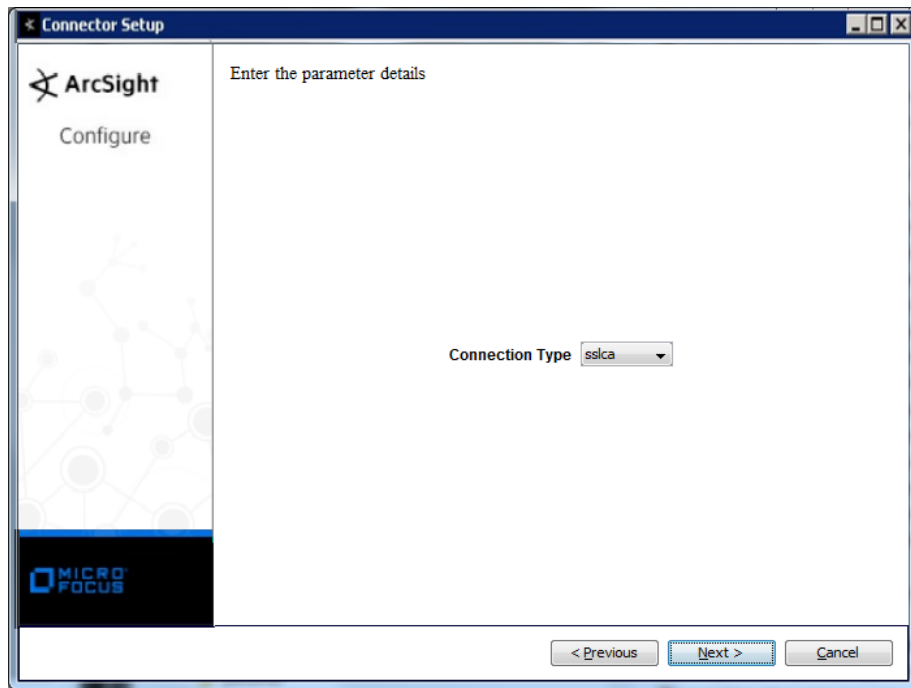 Connector Setup
ArcSight
Configure
Enter the parameter details
Connection Type sslca
MICRO
FOCUS
< Previous
Next >
Cancel